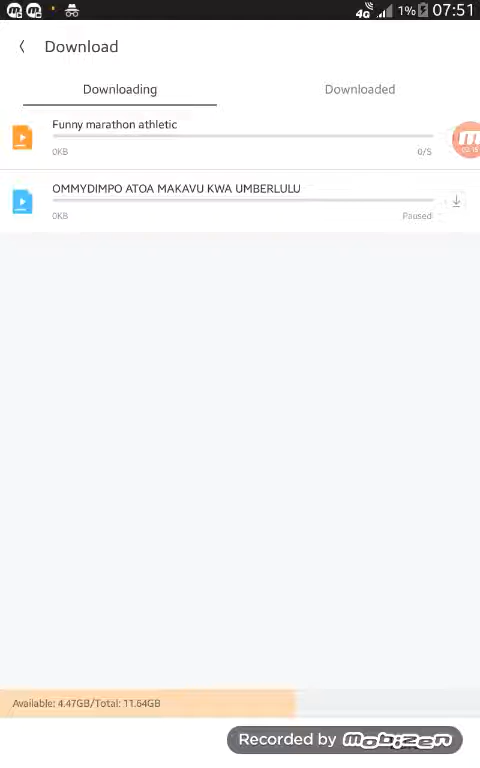 4G 1% 07:51
Download
Downloading Downloaded
Funny marathon athletic
0KB 0/S
OMMYDIMPO ATOA MAKAVU KWA UMBERLULU
0KB Paused
Available: 4.47GB/Total: 11.64GB
Recorded by mobizen